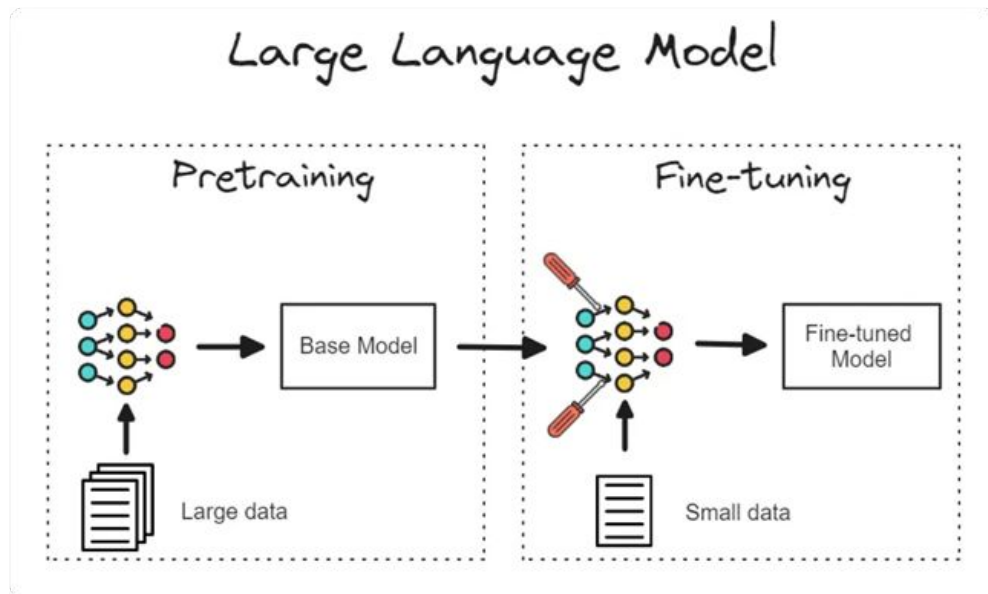 Large Language Model
Pretraining
Base Model
Large data
Fine-tuning
Fine-tuned
Model
Small data